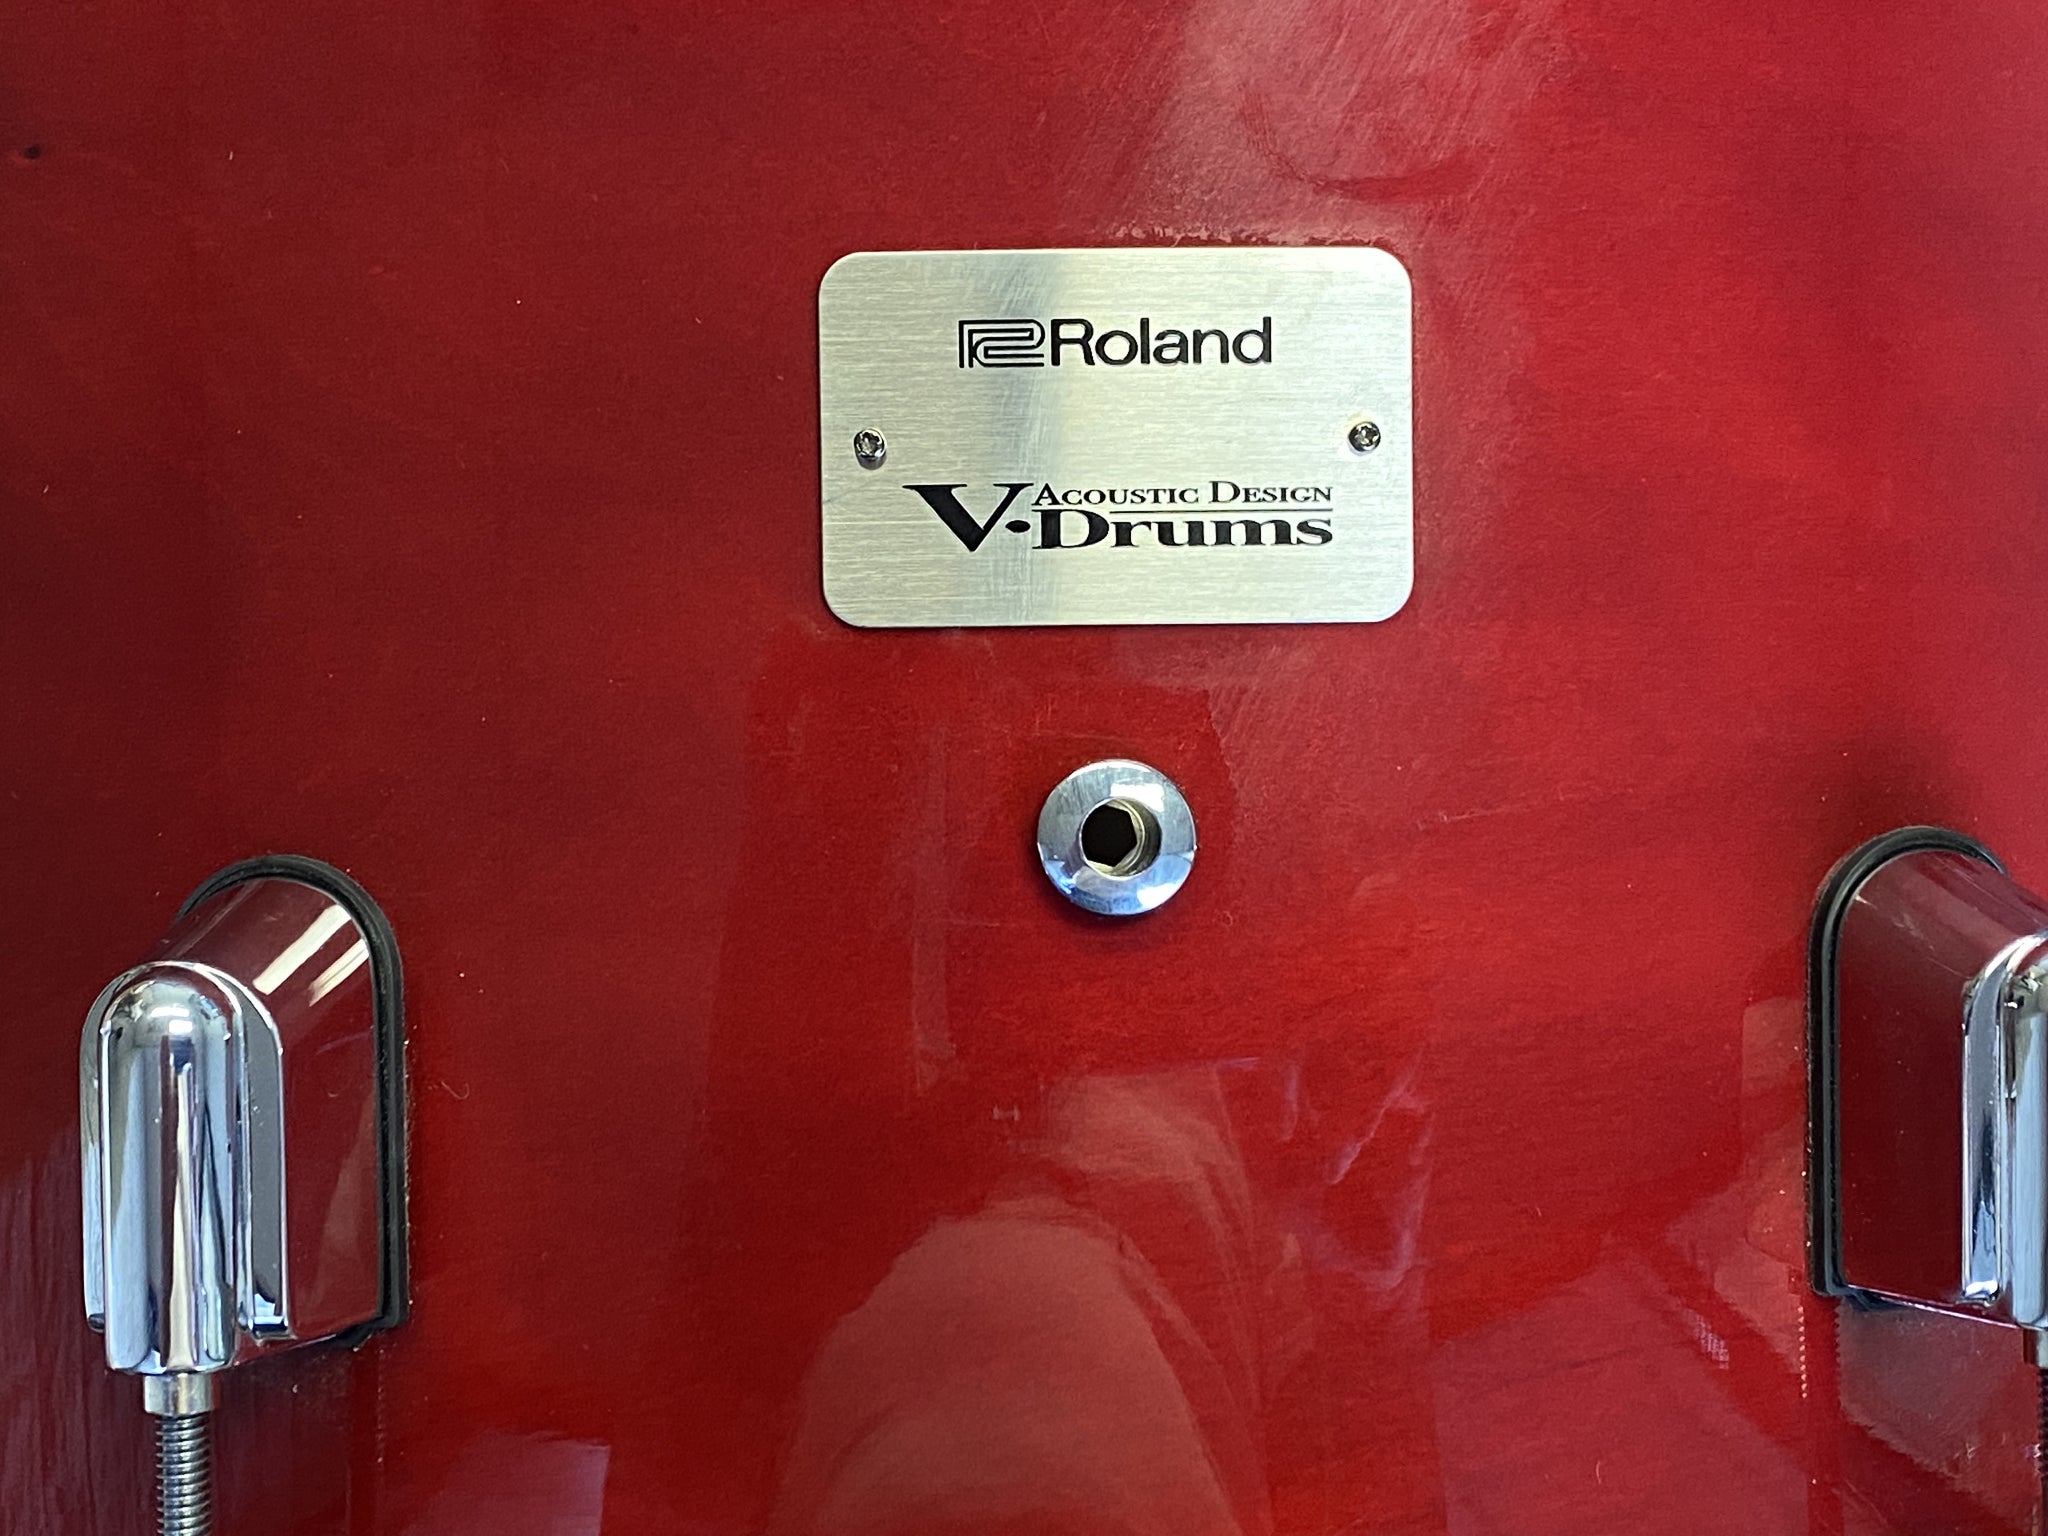 Roland
V-Drums
Acoustic Design